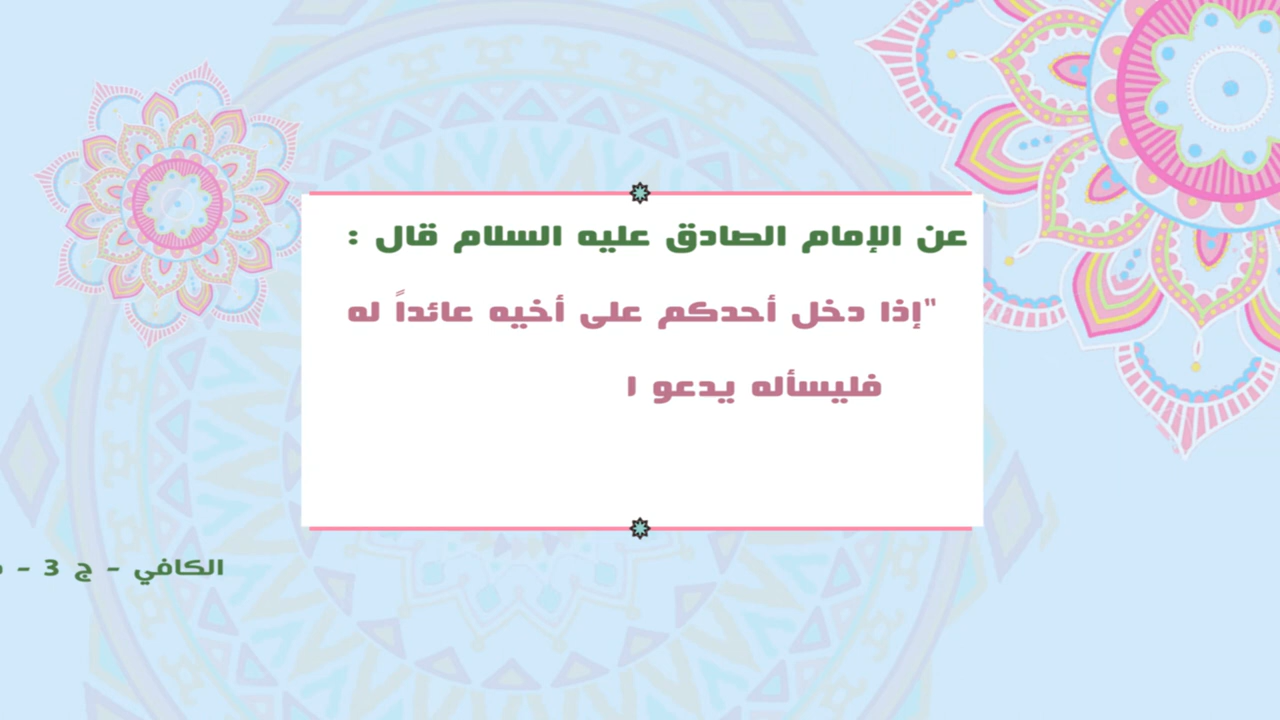 عن الإمام الصادق عليه السلام قال :
"إذا دخل أحدكم على أخيه عائداً له
فليسأله يدعو ا
الكافي - ج 3 -